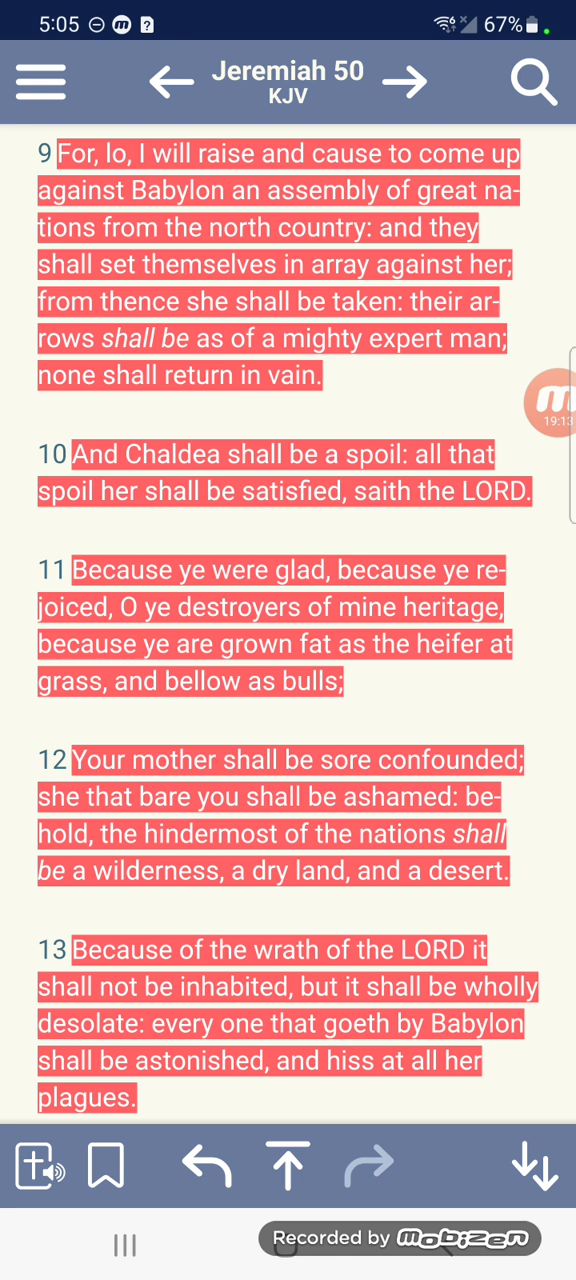 5:05 67%
Jeremiah 50
KJV
9 For, lo, I will raise and cause to come up
against Babylon an assembly of great na-
tions from the north country: and they
shall set themselves in array against her;
from thence she shall be taken: their ar-
rows shall be as of a mighty expert man;
none shall return in vain.
19:13
10 And Chaldea shall be a spoil: all that
spoil her shall be satisfied, saith the LORD.
11 Because ye were glad, because ye re-
joiced, O ye destroyers of mine heritage,
because ye are grown fat as the heifer at
grass, and bellow as bulls;
12 Your mother shall be sore confounded;
she that bare you shall be ashamed: be-
hold, the hindermost of the nations shall
be a wilderness, a dry land, and a desert.
13 Because of the wrath of the LORD it
shall not be inhabited, but it shall be wholly
desolate: every one that goeth by Babylon
shall be astonished, and hiss at all her
plagues.
Recorded by mobizen